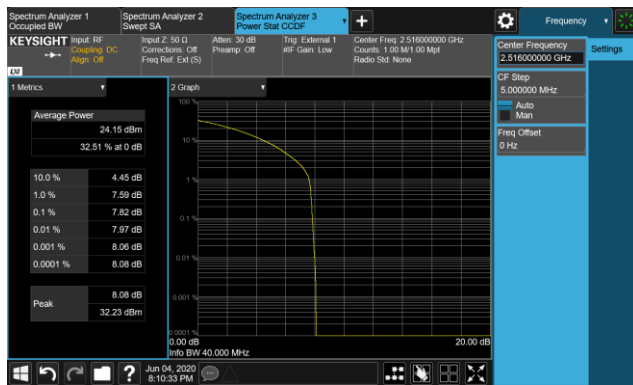 Spectrum Analyzer 1
Occupied BW
Spectrum Analyzer 2
Swept SA
Spectrum Analyzer 3
Power Stat CCDF
Frequency
KEYSIGHT
Input: RF
Coupling: DC
Align: Off
Input Z: 50 Ω
Corrections: Off
Freq Ref: Ext (S)
Atten: 30 dB
Preamp: Off
Trig: External 1
#IF Gain: Low
Center Freq: 2.516000000 GHz
Counts: 1.00 M/1.00 Mpt
Radio Std: None
LXI
1 Metrics
Average Power
24.15 dBm
32.51 % at 0 dB
10.0 % 4.45 dB
1.0 % 7.59 dB
0.1 % 7.82 dB
0.01 % 7.97 dB
0.001 % 8.06 dB
0.0001 % 8.08 dB
Peak
8.08 dB
32.23 dBm
2 Graph
100 %
10 %
1 %
0.1 %
0.01 %
0.001 %
0.0001 %
0.00 dB
20.00 dB
Info BW 40.000 MHz
Center Frequency
2.516000000 GHz
Settings
CF Step
5.000000 MHz
Auto
Man
Freq Offset
0 Hz
?
Jun 04, 2020
8:10:33 PM